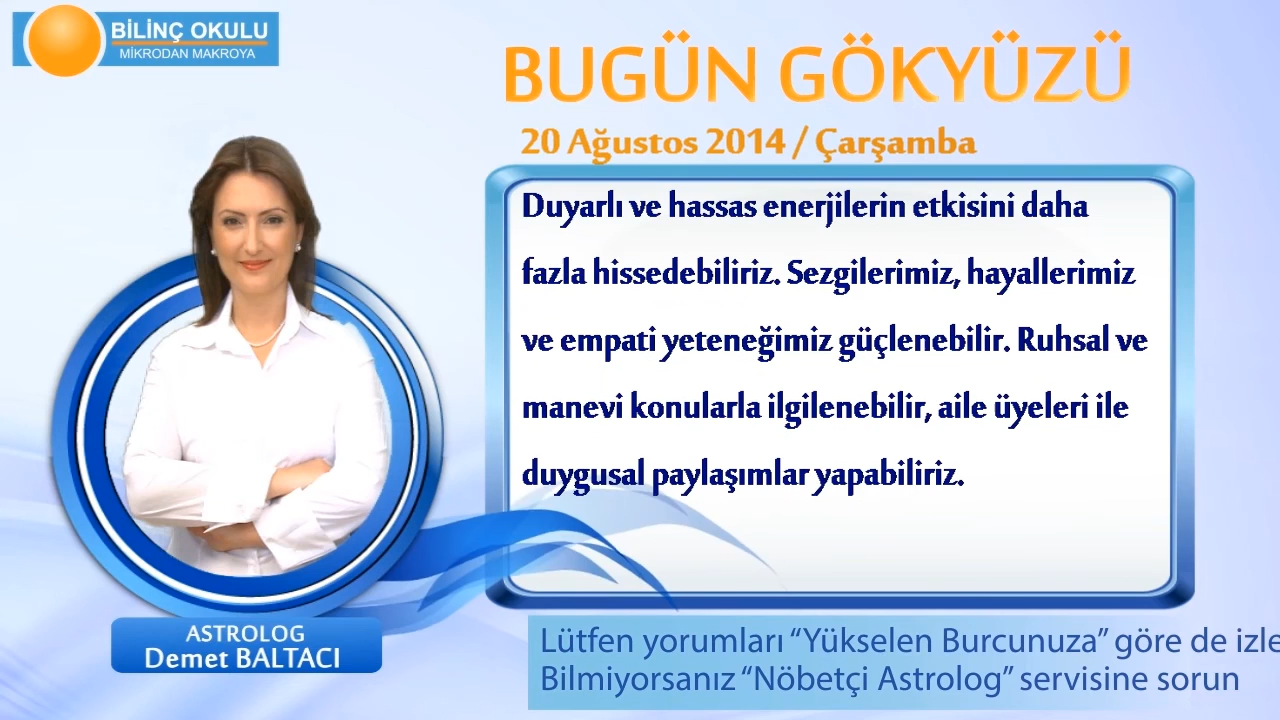 BİLİNÇ OKULU
MİKRODAN MAKROYA
BUGÜN GÖKYÜZÜ
20 Ağustos 2014 / Çarşamba
Duyarlı ve hassas enerjilerin etkisini daha
fazla hissedebiliriz. Sezgilerimiz, hayallerimiz
ve empati yeteneğimiz güçlenebilir. Ruhsal ve
manevi konularla ilgilenebilir, aile üyeleri ile
duygusal paylaşımlar yapabiliriz.
ASTROLOG
Demet BALTACI
Lütfen yorumları “Yükselen Burcunuza” göre de izle
Bilmiyorsanız “Nöbetçi Astrolog” servisine sorun